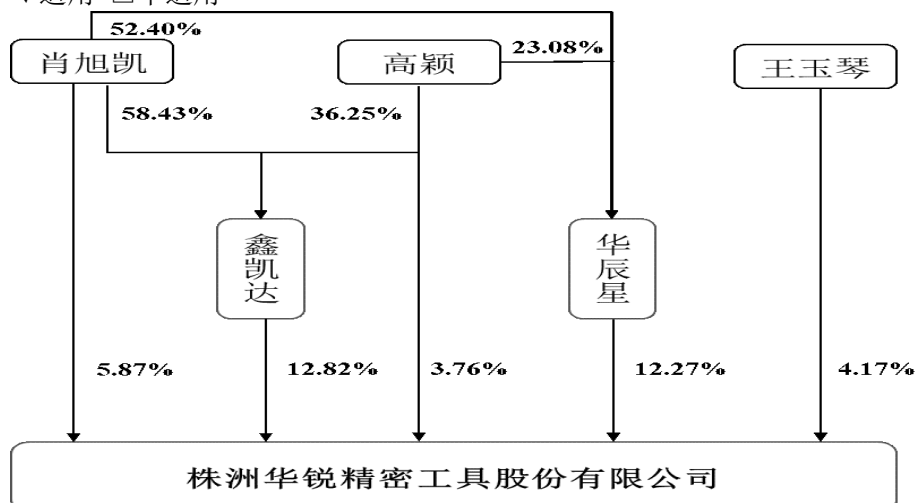 52.40%
肖旭凯
高颖
23.08%
王玉琴
58.43%
36.25%
鑫凯达
华辰星
5.87%
12.82%
3.76%
12.27%
4.17%
株洲华锐精密工具股份有限公司